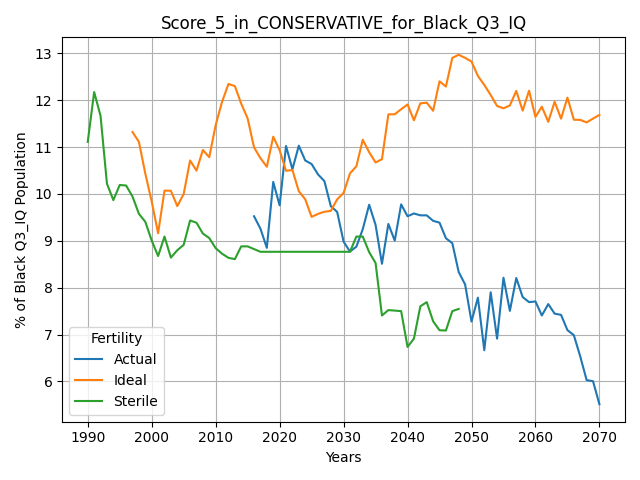 Score_5_in_CONSERVATIVE_for_Black_Q3_IQ
% of Black Q3_IQ Population
13
12
11
10
9
8
7
6
Fertility
Actual
Ideal
Sterile
1990 2000 2010 2020 2030 2040 2050 2060 2070
Years